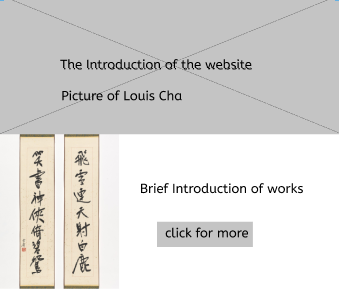 The Introduction of the website
Picture of Louis Cha
飛雪連天射白鹿
笑書神俠倚碧鴛
Brief Introduction of works
click for more